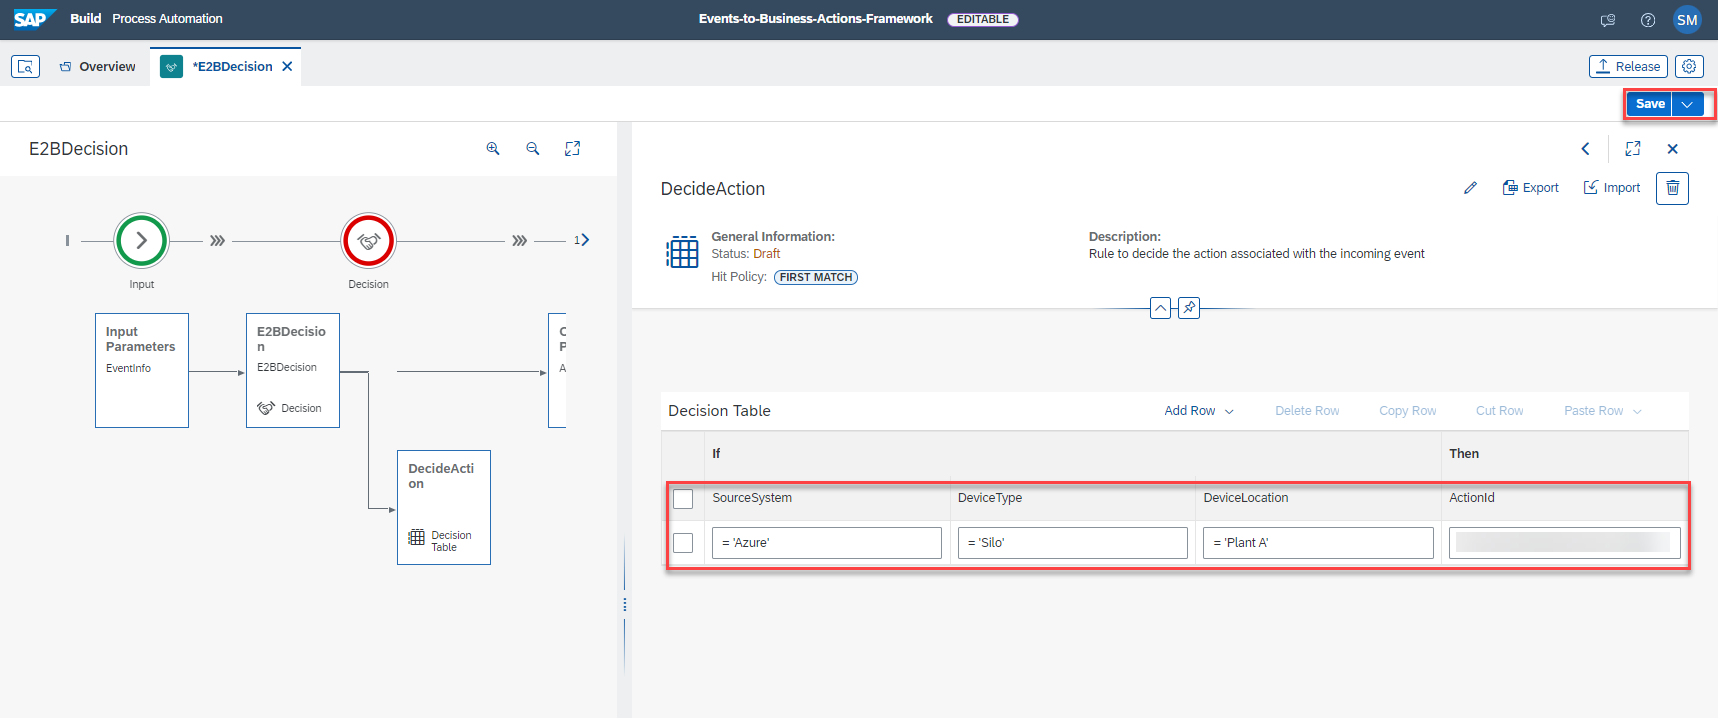 SAP Build Process Automation
Events-to-Business-Actions-Framework EDITABLE
SM
Overview
*E2BDecision
Release
Save
E2BDecision
Input
Decision
1
Input
Parameters
EventInfo
E2BDecisio
n
E2BDecision
Decision
DecideActi
on
Decision
Table
DecideAction
Export
Import
General Information:
Status: Draft
Hit Policy: FIRST MATCH
Description:
Rule to decide the action associated with the incoming event
Decision Table
Add Row
Delete Row
Copy Row
Cut Row
Paste Row
If
Then
SourceSystem
DeviceType
DeviceLocation
ActionId
= 'Azure'
= 'Silo'
= 'Plant A'